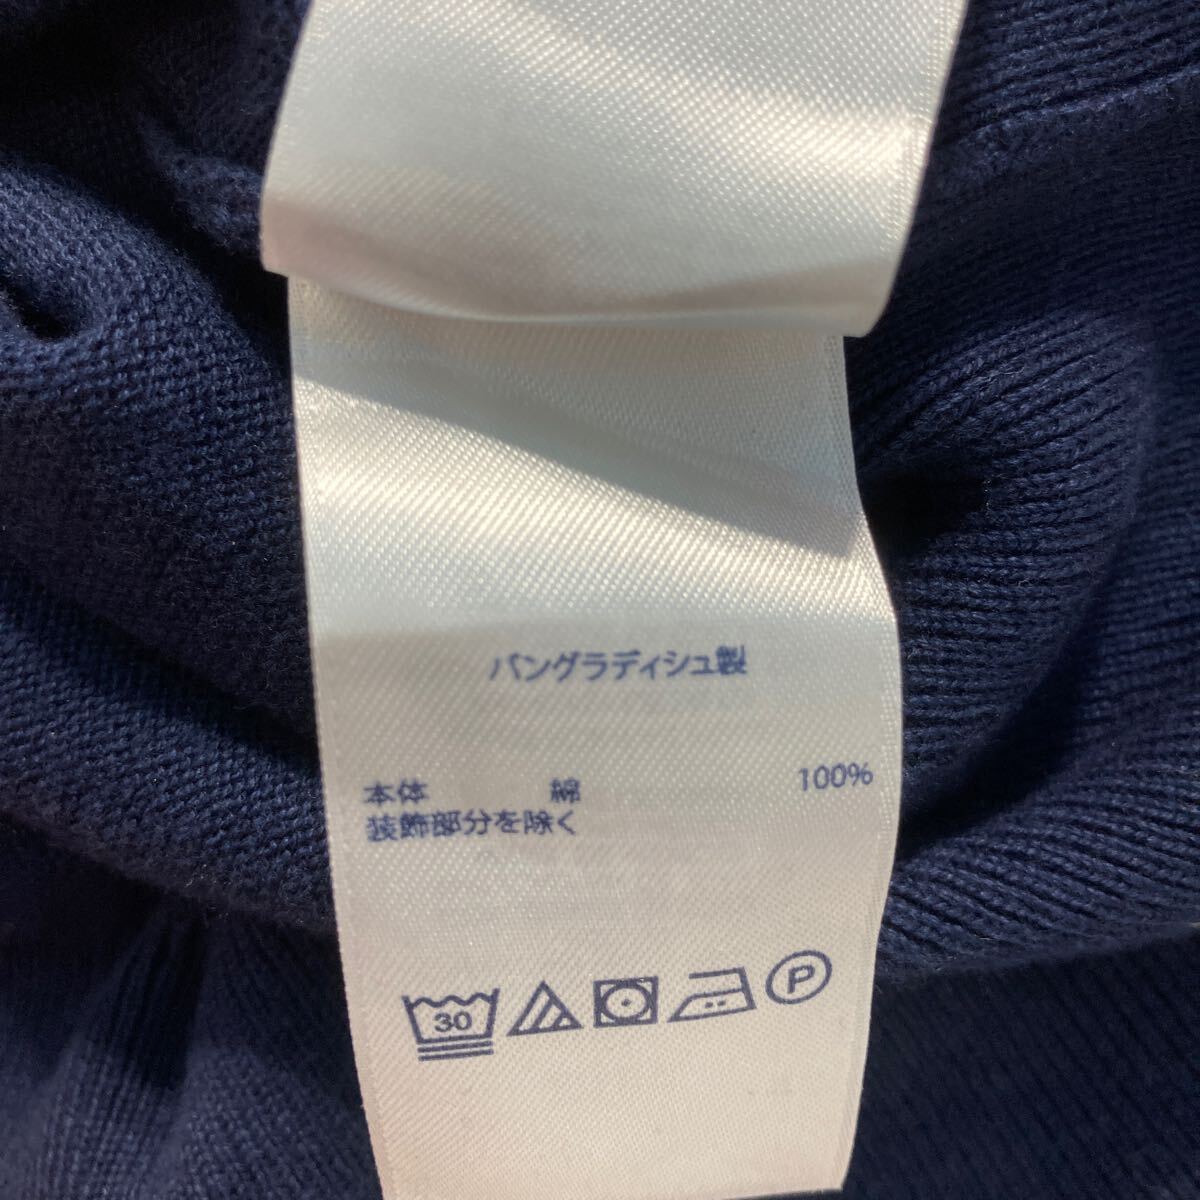 バングラディシュ製
本体 綿 100%
装飾部分を除く
30 P